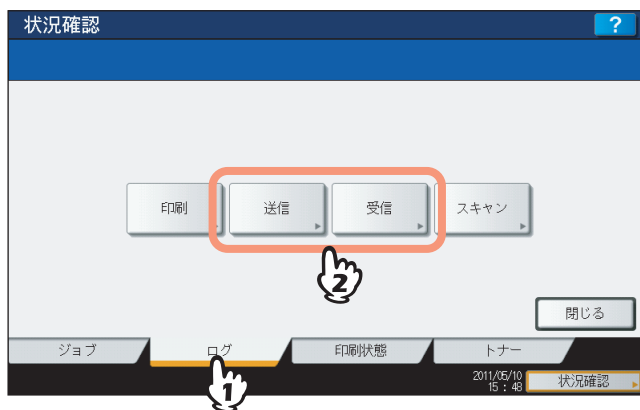 状況確認
?
印刷 送信 受信 スキャン
2
閉じる
ジョブ ログ 印刷状態 トナー
1
2011/05/10
15 : 48
状況確認